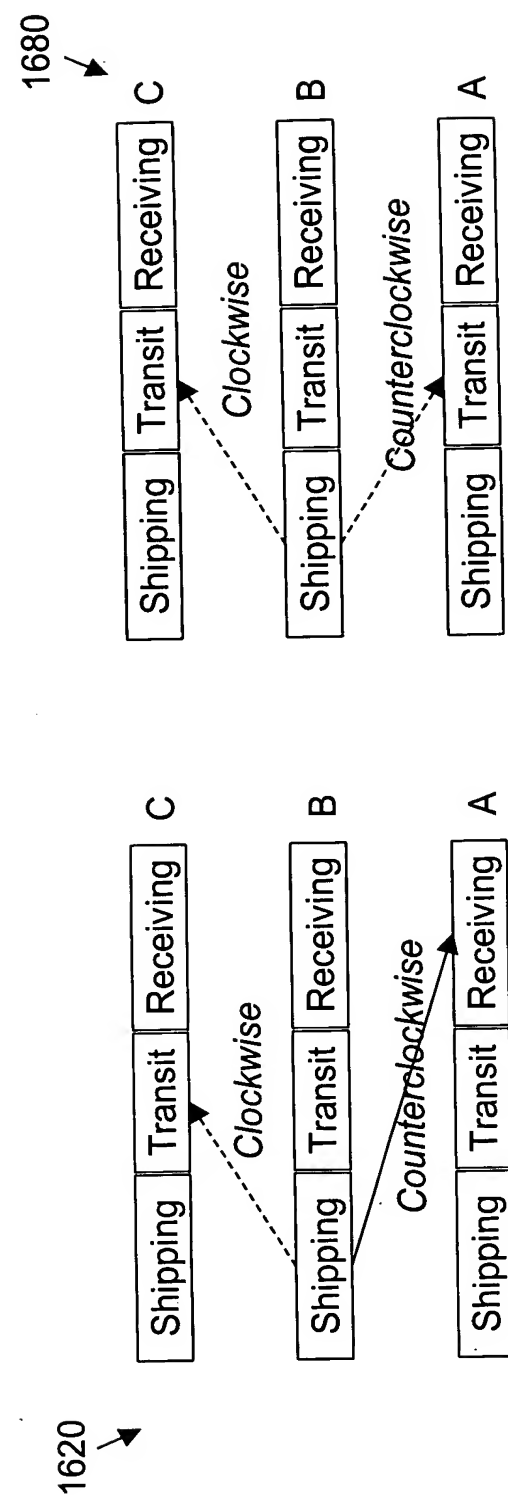 1620
Shipping Transit Receiving C
Clockwise
Shipping Transit Receiving B
Counterclockwise
Shipping Transit Receiving A
1680
Shipping Transit Receiving C
Clockwise
Shipping Transit Receiving B
Counterclockwise
Shipping Transit Receiving A